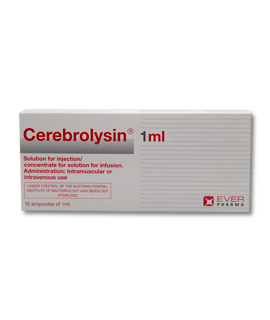 Cerebrolysin® 1ml
Solution for injection/
concentrate for solution for infusion.
Administration: Intramuscular or
intravenous use
UNDER CONTROL OF THE AUSTRIAN FEDERAL
INSTITUTE OF BACTERIOLOGY AND SEROLOGY
STERILISED
10 ampoules of 1ml
EVER
PHARMA